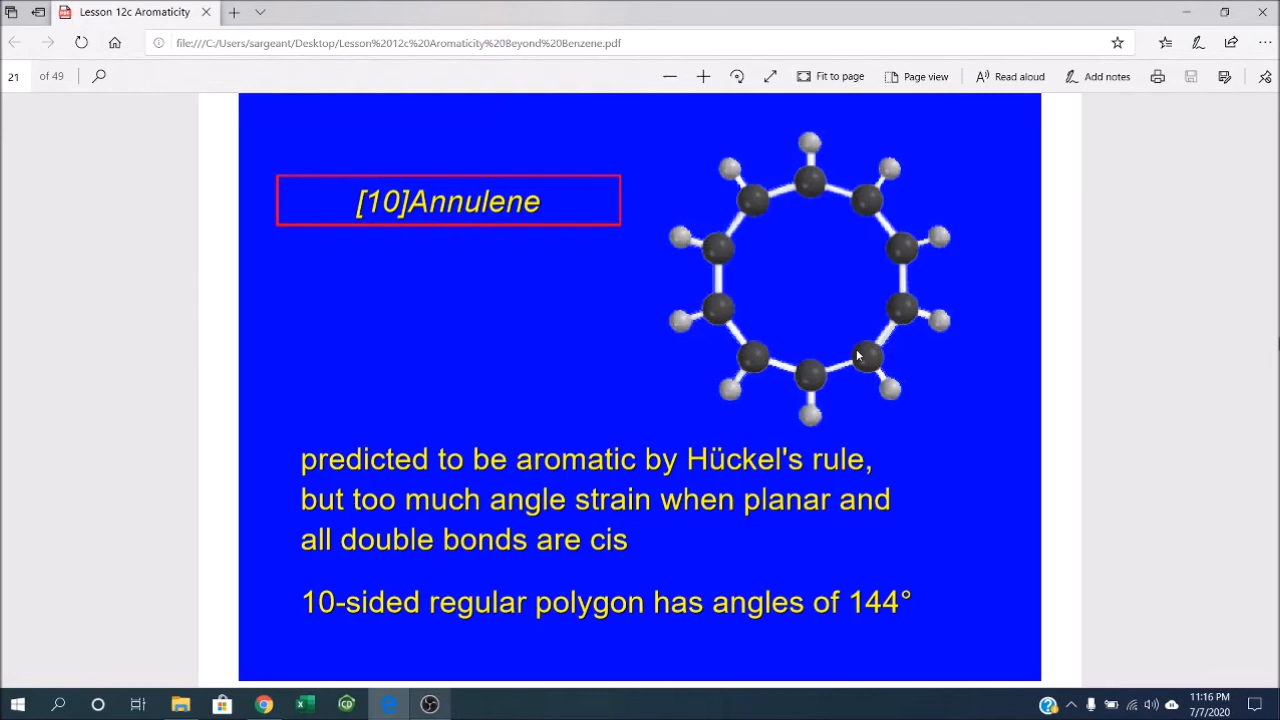 Lesson 12c Aromaticity
file:///C:/Users/sargeant/Desktop/Lesson%2012c%20Aromaticity%20Beyond%20Benzene.pdf
21 of 49
Fit to page
Page view
Read aloud
Add notes
[10]Annulene
predicted to be aromatic by Hückel's rule,
but too much angle strain when planar and
all double bonds are cis
10-sided regular polygon has angles of 144°
11:16 PM
7/7/2020